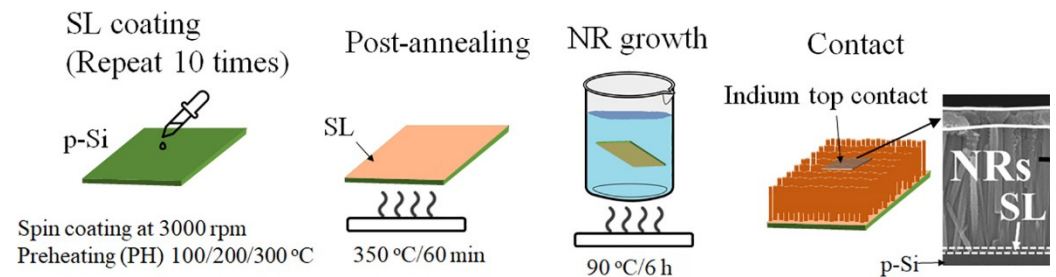 SL coating
(Repeat 10 times)
p-Si
Spin coating at 3000 rpm
Preheating (PH) 100/200/300 °C
Post-annealing
SL
350 °C/60 min
NR growth
90 °C/6 h
Contact
Indium top contact
NRs
SL
p-Si